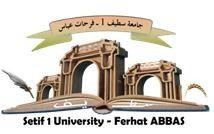 جامعة سطيف 1 - فرحات عباس
Setif 1 University - Ferhat ABBAS